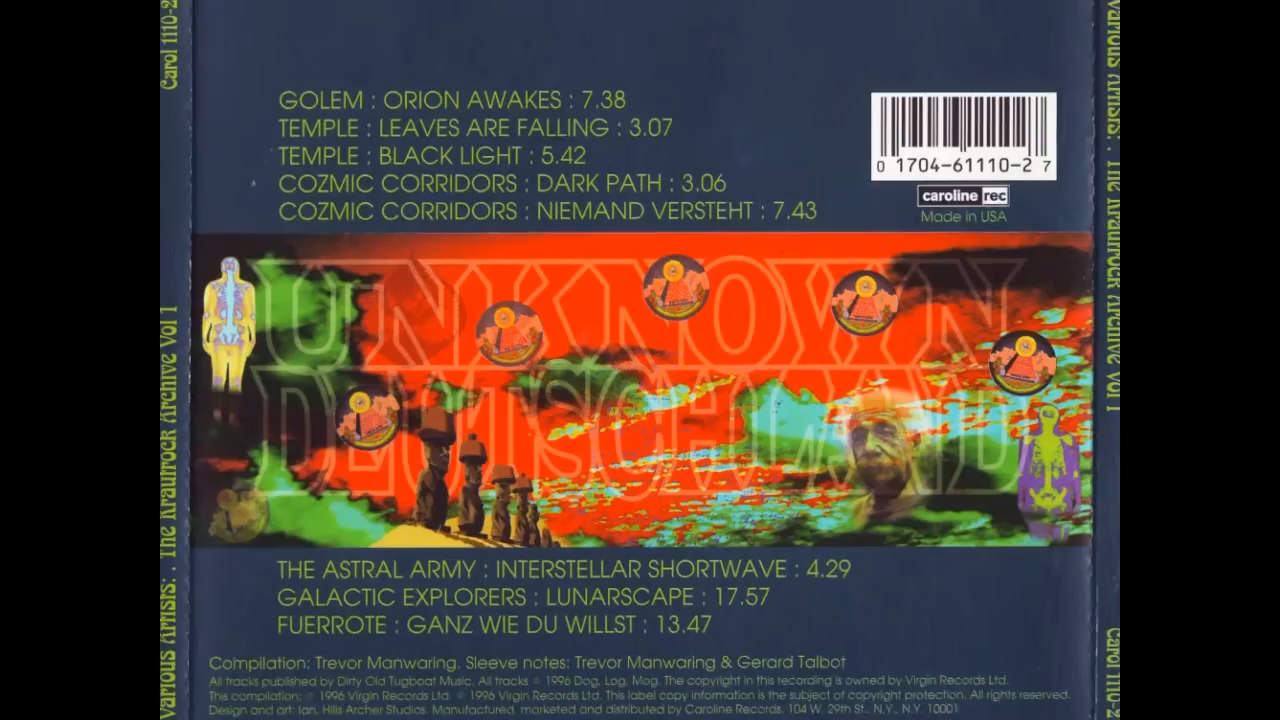 GOLEM : ORION AWAKES : 7.38
TEMPLE : LEAVES ARE FALLING : 3.07
TEMPLE : BLACK LIGHT : 5.42
COZMIC CORRIDORS : DARK PATH : 3.06
COZMIC CORRIDORS : NIEMAND VERSTEHT : 7.43
0 1704-61110-2 7
caroline rec
Made in USA
UNKNOWN
DEUTSCHLAND
THE ASTRAL ARMY : INTERSTELLAR SHORTWAVE : 4.29
GALACTIC EXPLORERS : LUNARSCAPE : 17.57
FUERROTE : GANZ WIE DU WILLST : 13.47
Compilation: Trevor Manwaring. Sleeve notes: Trevor Manwaring & Gerard Talbot
All tracks published by Dirty Old Tugboat Music. All tracks ℗ 1996 Dog, Log, Mog. The copyright in this recording is owned by Virgin Records Ltd.
This compilation: ℗ 1996 Virgin Records Ltd. © 1996 Virgin Records Ltd. This label copy information is the subject of copyright protection. All rights reserved.
Design and art: Ian, Hills Archer Studios. Manufactured, marketed and distributed by Caroline Records. 104 W. 29th St., N.Y., N.Y. 10001
Various Artists: . The Krautrock Archive Vol 1
Carol 1110-2
Various Artists: . The Krautrock Archive Vol 1
Carol 1110-2